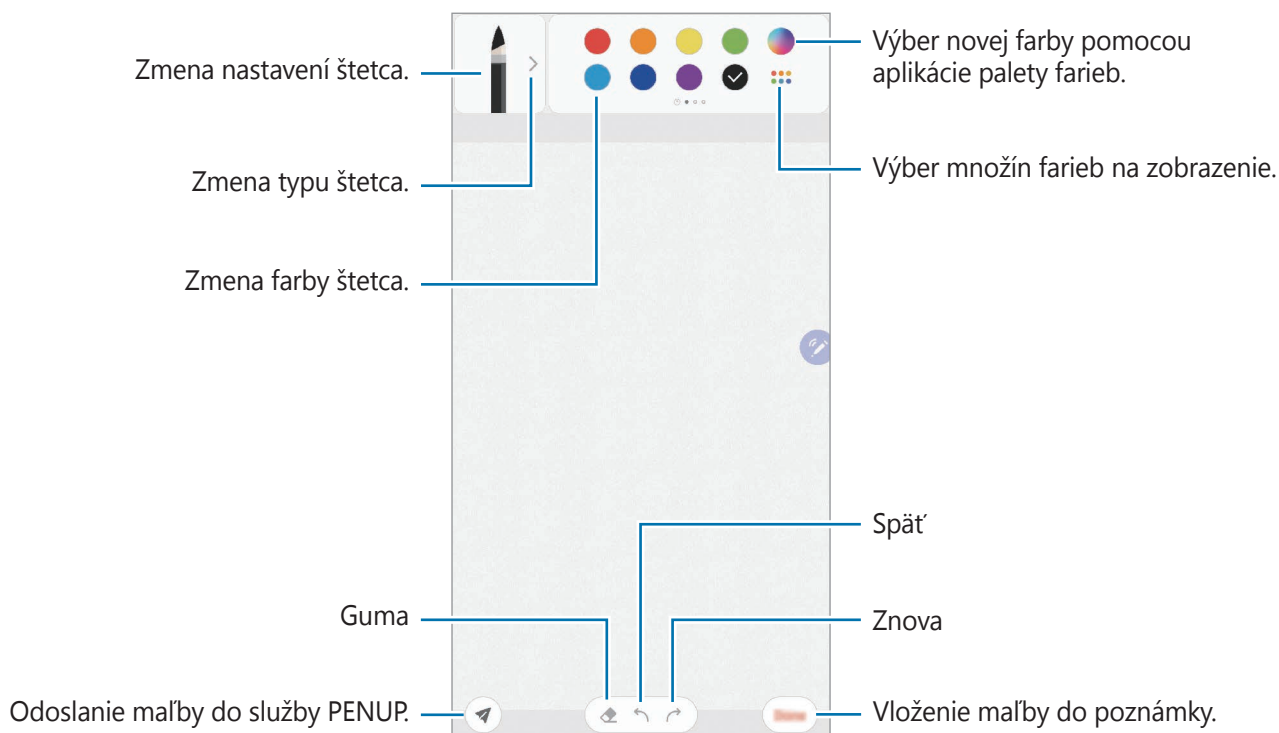 Zmena nastavení štetca.
Zmena typu štetca.
Zmena farby štetca.
Guma
Odoslanie maľby do služby PENUP.
Výber novej farby pomocou
aplikácie palety farieb.
Výber množín farieb na zobrazenie.
Späť
Znova
Vloženie maľby do poznámky.